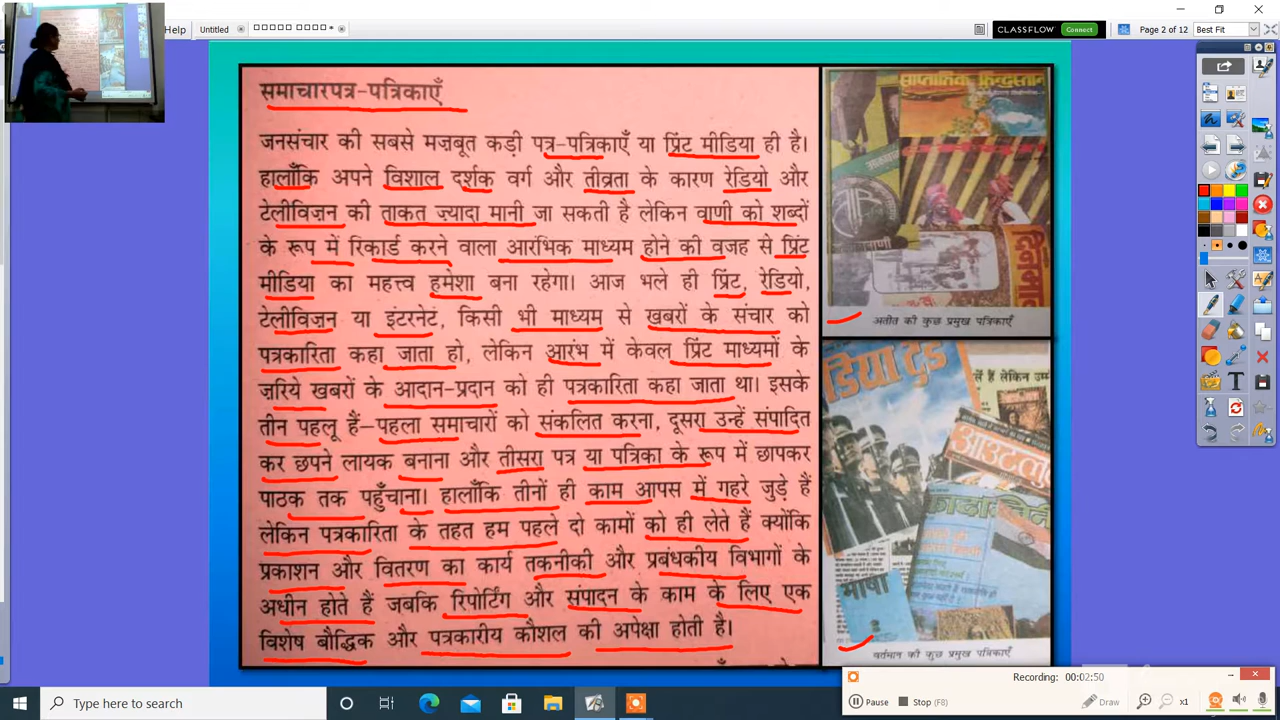 Help
Untitled
CLASSFLOW
Connect
Page 2 of 12
Best Fit
समाचारपत्र-पत्रिकाएँ
जनसंचार की सबसे मजबूत कड़ी पत्र-पत्रिकाएँ या प्रिंट मीडिया ही है।
हालाँकि अपने विशाल दर्शक वर्ग और तीव्रता के कारण रेडियो और
टेलीविज़न की ताकत ज़्यादा मानी जा सकती है लेकिन वाणी को शब्दों
के रूप में रिकार्ड करने वाला आरंभिक माध्यम होने की वजह से प्रिंट
मीडिया का महत्त्व हमेशा बना रहेगा। आज भले ही प्रिंट, रेडियो,
टेलीविज़न या इंटरनेट, किसी भी माध्यम से खबरों के संचार को
पत्रकारिता कहा जाता हो, लेकिन आरंभ में केवल प्रिंट माध्यमों के
ज़रिये खबरों के आदान-प्रदान को ही पत्रकारिता कहा जाता था। इसके
तीन पहलू हैं–पहला समाचारों को संकलित करना, दूसरा उन्हें संपादित
कर छपने लायक बनाना और तीसरा पत्र या पत्रिका के रूप में छापकर
पाठक तक पहुँचाना। हालाँकि तीनों ही काम आपस में गहरे जुड़े हैं
लेकिन पत्रकारिता के तहत हम पहले दो कामों को ही लेते हैं क्योंकि
प्रकाशन और वितरण का कार्य तकनीकी और प्रबंधकीय विभागों के
अधीन होते हैं जबकि रिपोर्टिंग और संपादन के काम के लिए एक
विशेष बौद्धिक और पत्रकारीय कौशल की अपेक्षा होती है।
साप्ताहिक हिन्दुस्तान
दिनमान
अतीत की कुछ प्रमुख पत्रिकाएँ
डिया टुडे
सें हैं लेकिन उम्म
आउटलु
कादम्बिनी
भाषा
वर्तमान की कुछ प्रमुख पत्रिकाएँ
Recording: 00:02:50
Pause
Stop (F8)
Draw
x1
Type here to search